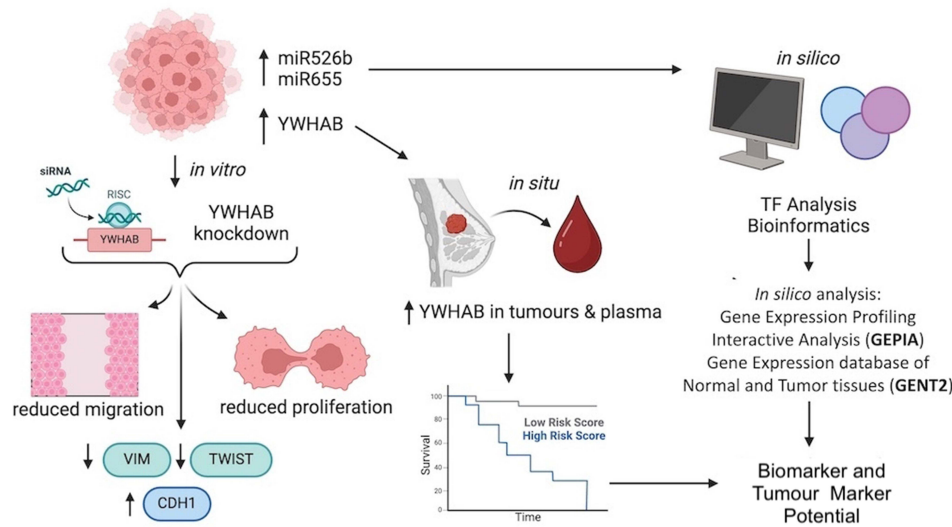 miR526b
miR655
YWHAB
in vitro
siRNA
RISC
YWHAB
YWHAB
knockdown
reduced migration
reduced proliferation
VIM
TWIST
CDH1
in situ
YWHAB in tumours & plasma
100
80
60
40
20
0
Survival
Low Risk Score
High Risk Score
Time
in silico
TF Analysis
Bioinformatics
In silico analysis:
Gene Expression Profiling
Interactive Analysis (GEPIA)
Gene Expression database of
Normal and Tumor tissues (GENT2)
Biomarker and
Tumour Marker
Potential